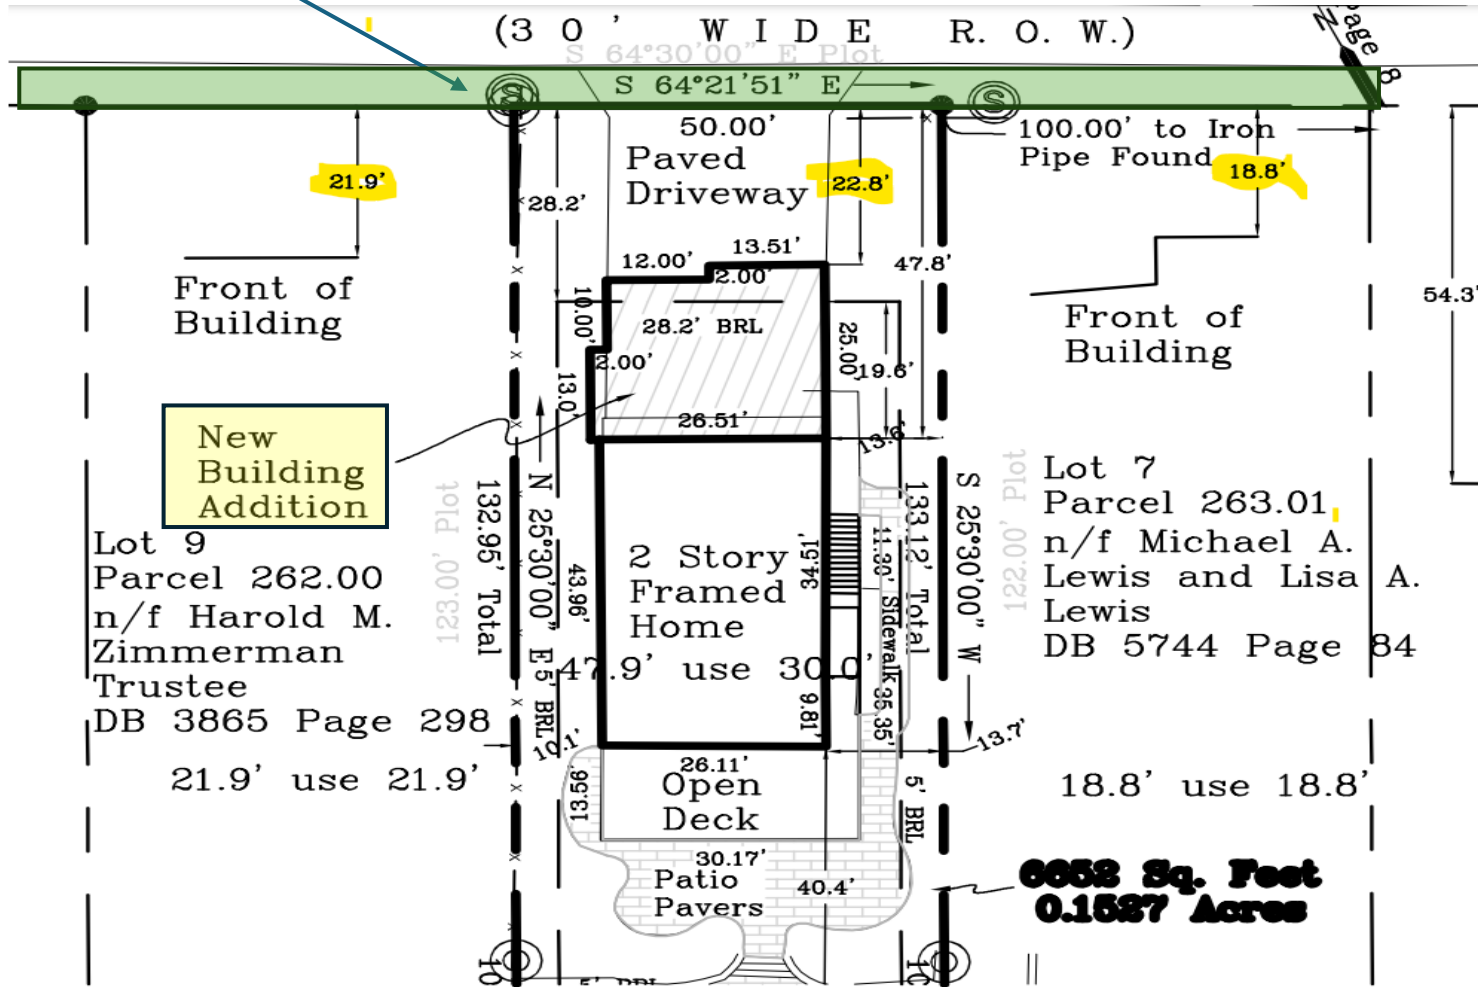 (30' WIDE R.O.W.)
S 64°30'00" E Plot
S 64°21'51" E
Page 8
50.00'
100.00' to Iron
Pipe Found
Paved
Driveway
21.9'
28.2'
22.8'
18.8'
47.8'
54.3'
13.51'
12.00'
2.00'
10.00'
28.2' BRL
2.00'
13.0'
25.00'
19.6'
26.51'
13.6'
Front of
Building
Front of
Building
New
Building
Addition
Lot 9
Parcel 262.00
n/f Harold M.
Zimmerman
Trustee
DB 3865 Page 298
21.9' use 21.9'
123.00' Plot
132.95' Total
N 25°30'00" E
5' BRL
43.96'
2 Story
Framed
Home
47.9' use 30.0'
34.51'
9.81'
11.30'
Sidewalk
35.35'
133.12' Total
S 25°30'00" W
122.00' Plot
Lot 7
Parcel 263.01
n/f Michael A.
Lewis and Lisa A.
Lewis
DB 5744 Page 84
18.8' use 18.8'
10.1'
13.7'
26.11'
13.56'
Open
Deck
5' BRL
30.17'
Patio
Pavers
40.4'
6652 Sq. Feet
0.1527 Acres
10
5' BRL
10